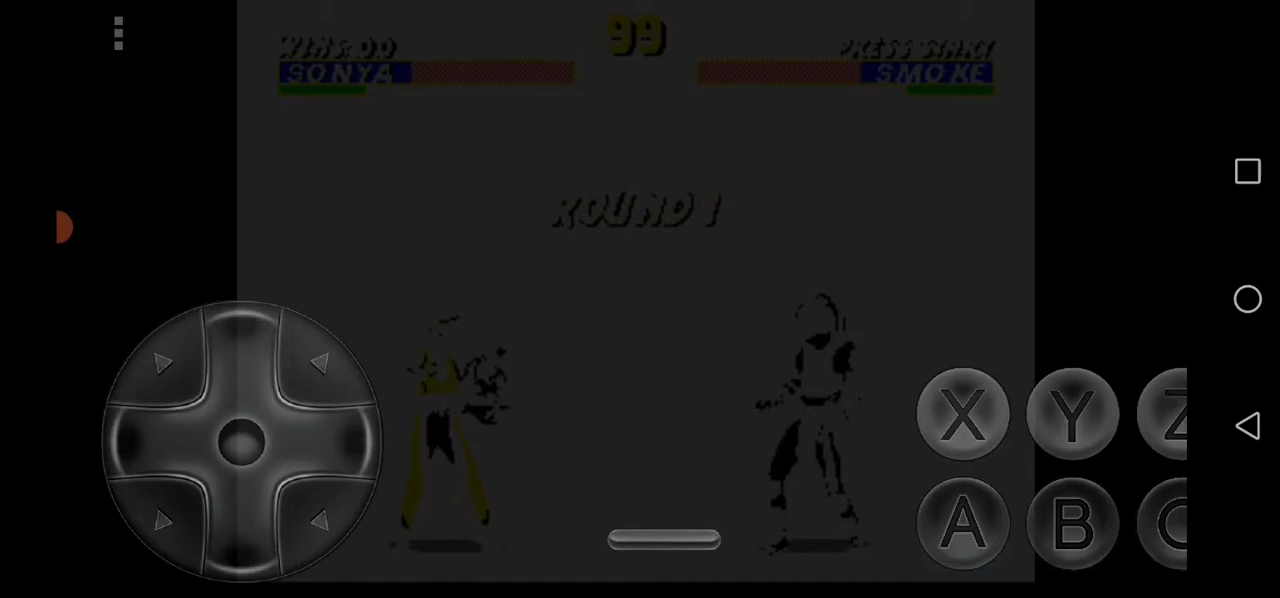 99
WINS: 00
PRESS START
SONYA
SMOKE
ROUND 1
X Y Z
A B C